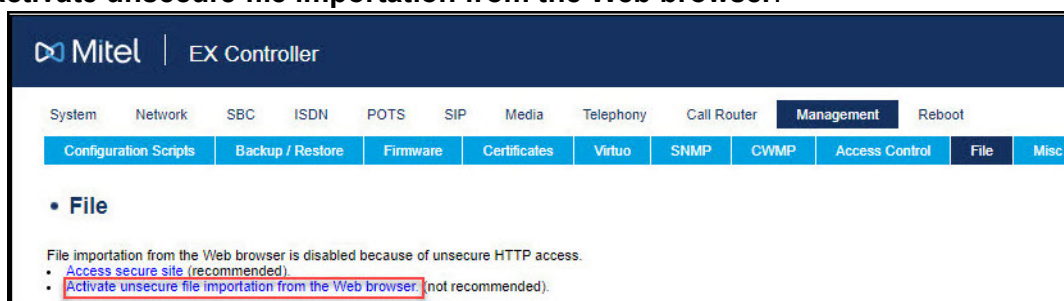 activate unsecure file importation from the Web browser.
Mitel | EX Controller
System Network SBC ISDN POTS SIP Media Telephony Call Router Management Reboot
Configuration Scripts Backup / Restore Firmware Certificates Virtuo SNMP CWMP Access Control File Misc
• File
File importation from the Web browser is disabled because of unsecure HTTP access.
• Access secure site (recommended).
• Activate unsecure file importation from the Web browser. (not recommended).